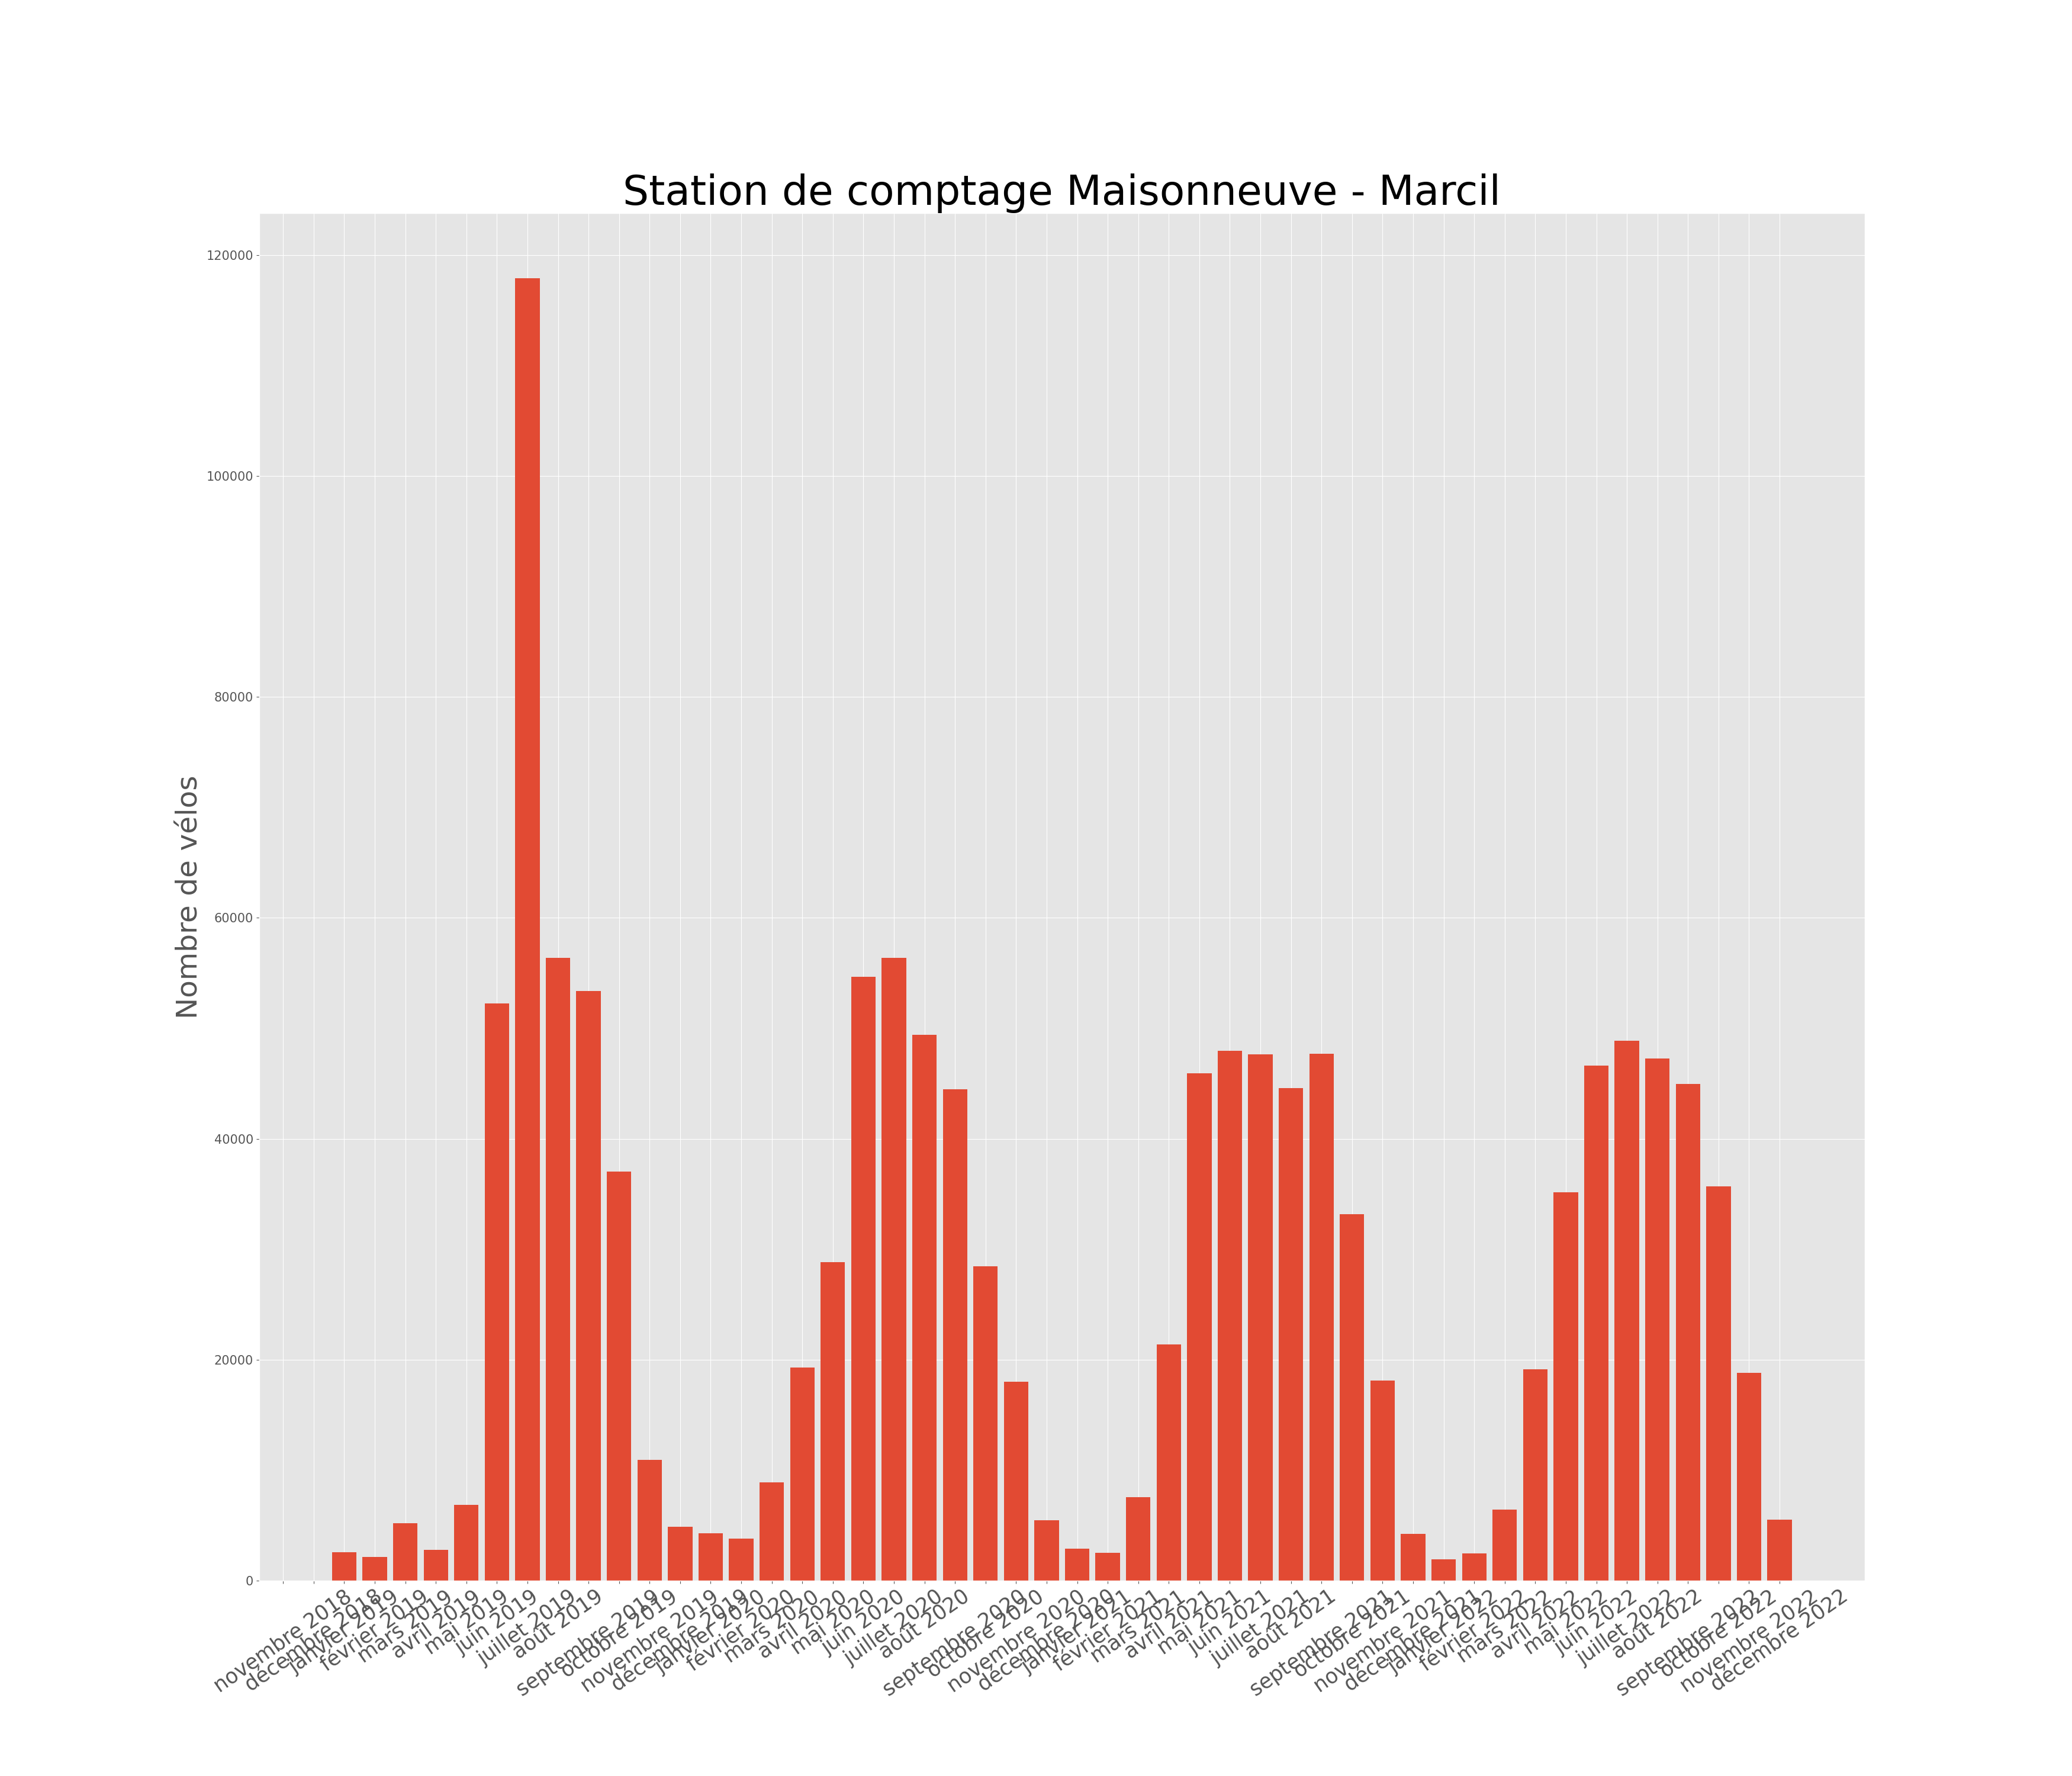 Station de comptage Maisonneuve - Marcil
Nombre de vélos
120000
100000
80000
60000
40000
20000
0
novembre 2018
décembre 2018
janvier 2019
février 2019
mars 2019
avril 2019
mai 2019
juin 2019
juillet 2019
août 2019
septembre 2019
octobre 2019
novembre 2019
décembre 2019
janvier 2020
février 2020
mars 2020
avril 2020
mai 2020
juin 2020
juillet 2020
août 2020
septembre 2020
octobre 2020
novembre 2020
décembre 2020
janvier 2021
février 2021
mars 2021
avril 2021
mai 2021
juin 2021
juillet 2021
août 2021
septembre 2021
octobre 2021
novembre 2021
décembre 2021
janvier 2022
février 2022
mars 2022
avril 2022
mai 2022
juin 2022
juillet 2022
août 2022
septembre 2022
octobre 2022
novembre 2022
décembre 2022